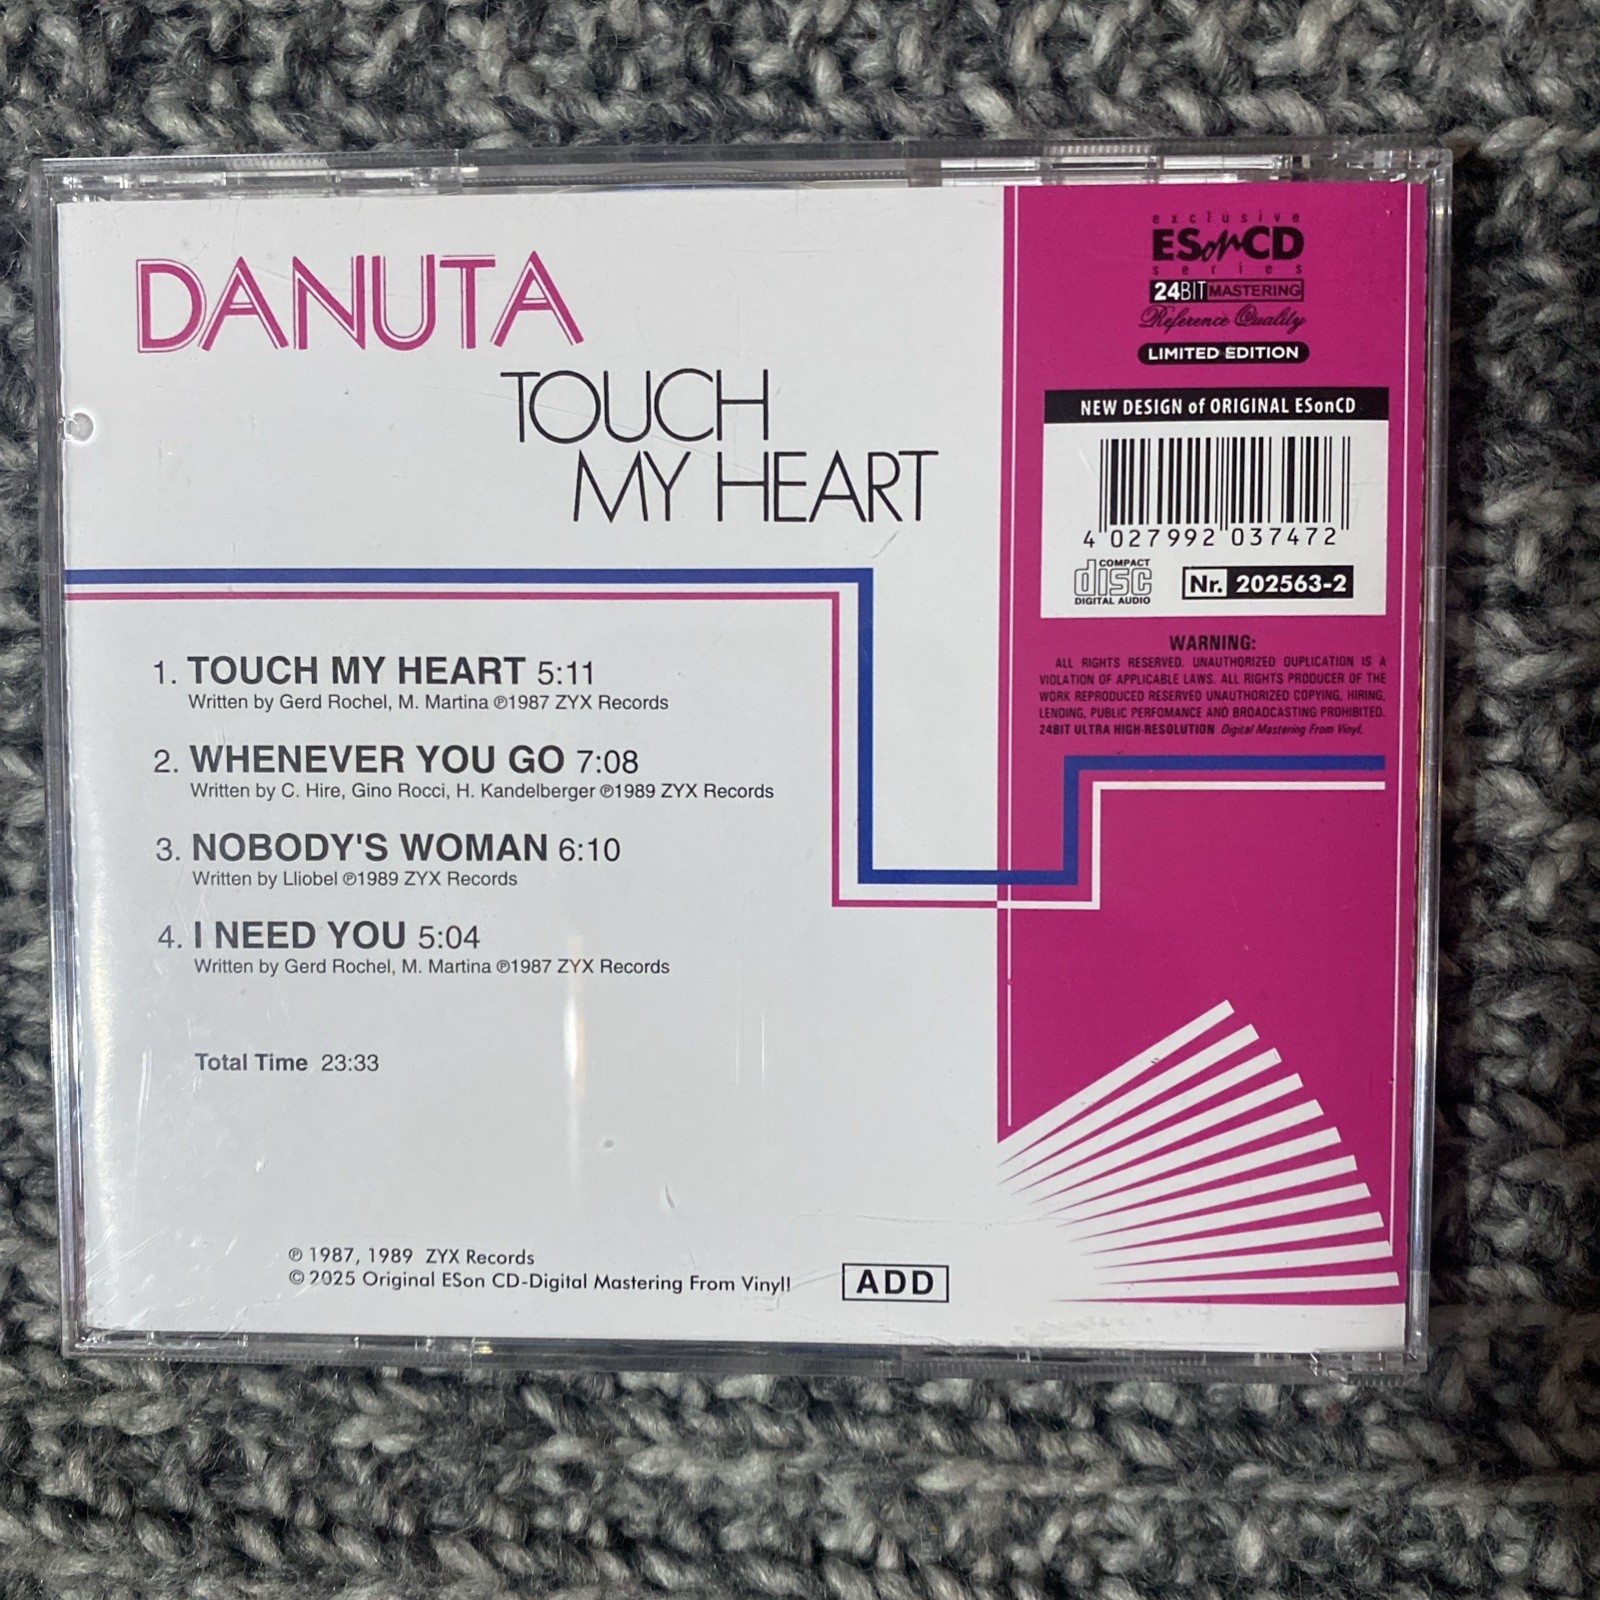 DANUTA
TOUCH
MY HEART
1. TOUCH MY HEART 5:11
Written by Gerd Rochel, M. Martina ℗1987 ZYX Records
2. WHENEVER YOU GO 7:08
Written by C. Hire, Gino Rocci, H. Kandelberger ℗1989 ZYX Records
3. NOBODY'S WOMAN 6:10
Written by Lliobel ℗1989 ZYX Records
4. I NEED YOU 5:04
Written by Gerd Rochel, M. Martina ℗1987 ZYX Records
Total Time 23:33
℗ 1987, 1989 ZYX Records
© 2025 Original ESon CD-Digital Mastering From Vinyl!
ADD
exclusive
ESonCD
series
24BIT MASTERING
Reference Quality
LIMITED EDITION
NEW DESIGN of ORIGINAL ESonCD
4 027992 037472
COMPACT
disc
DIGITAL AUDIO
Nr. 202563-2
WARNING:
ALL RIGHTS RESERVED. UNAUTHORIZED DUPLICATION IS A
VIOLATION OF APPLICABLE LAWS. ALL RIGHTS PRODUCER OF THE
WORK REPRODUCED RESERVED UNAUTHORIZED COPYING, HIRING,
LENDING, PUBLIC PERFOMANCE AND BROADCASTING PROHIBITED.
24BIT ULTRA HIGH-RESOLUTION Digital Mastering From Vinyl.